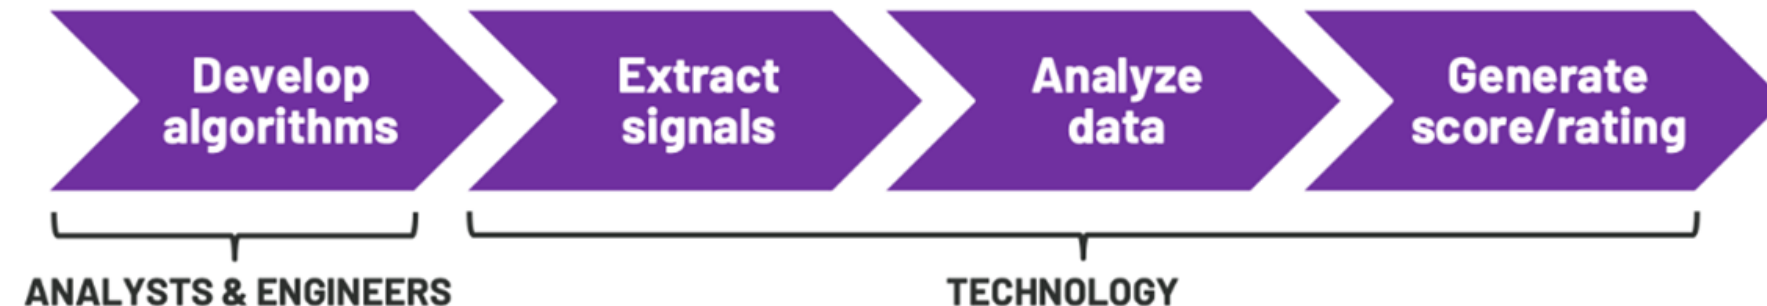 Develop
algorithms
Extract
signals
Analyze
data
Generate
score/rating
ANALYSTS & ENGINEERS
TECHNOLOGY